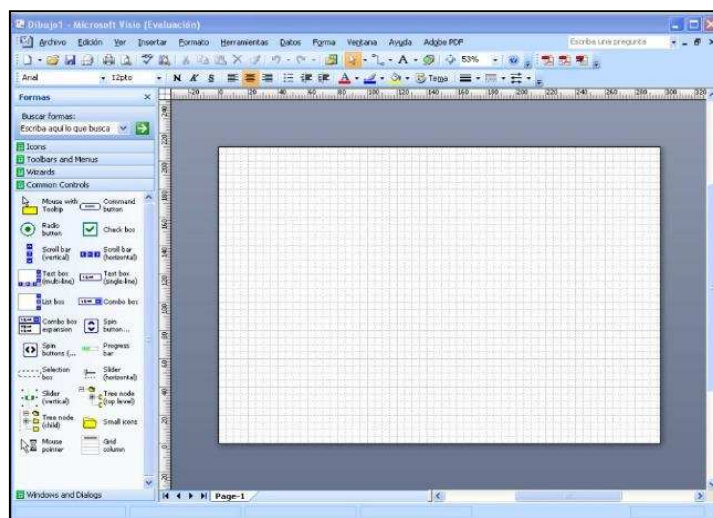 Dibujo1 - Microsoft Visio (Evaluación)
Archivo Edición Ver Insertar Formato Herramientas Datos Forma Ventana Ayuda Adobe PDF Escriba una pregunta
53%
Arial 12pto N K S A Tema
Formas
Buscar formas:
Escriba aquí lo que busca
Icons
Toolbars and Menus
Wizards
Common Controls
Mouse with Tooltip
Command button
Radio button
Check box
Scroll bar (vertical)
Scroll bar (horizontal)
Text box (multi-line)
Text box (single-line)
List box
Combo box
Combo box expansion
Spin button...
Spin buttons (...
Progress bar
Selection box
Slider (horizontal)
Slider (vertical)
Tree node (top level)
Tree node (child)
Small icons
Mouse pointer
Grid column
Windows and Dialogs
Page-1